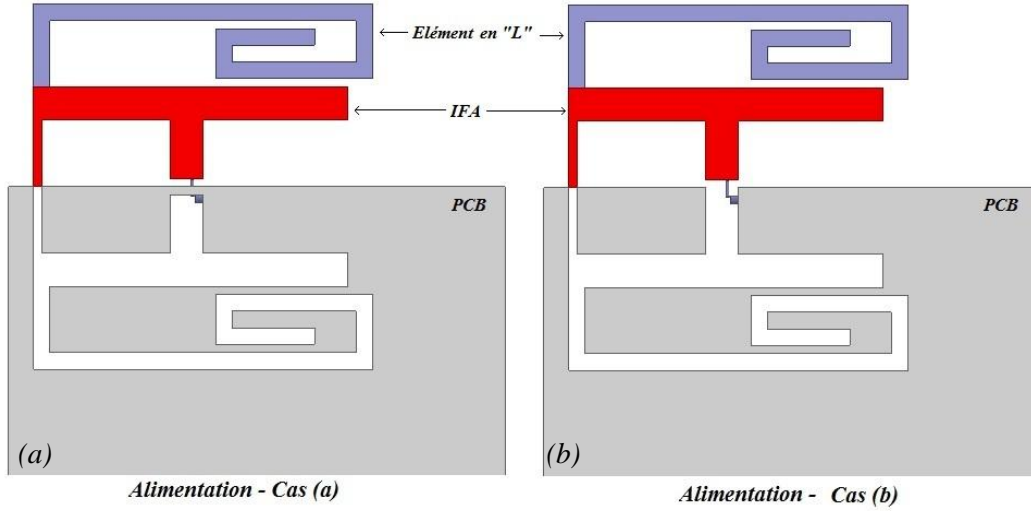 Elément en "L"
IFA
PCB
PCB
(a)
(b)
Alimentation - Cas (a)
Alimentation - Cas (b)